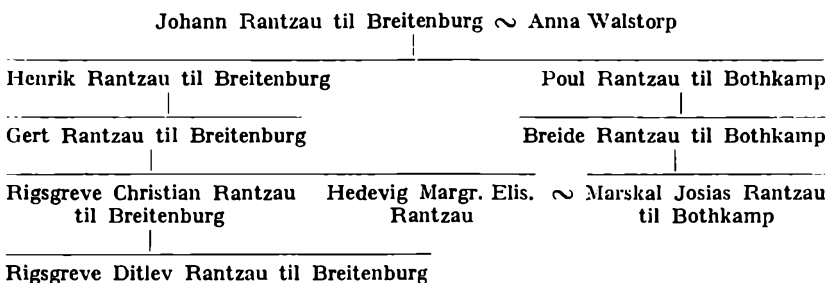 Johann Rantzau til Breitenburg ∾ Anna Walstorp
Henrik Rantzau til Breitenburg Poul Rantzau til Bothkamp
Gert Rantzau til Breitenburg Breide Rantzau til Bothkamp
Rigsgreve Christian Rantzau Hedevig Margr. Elis. ∾ Marskal Josias Rantzau
til Breitenburg Rantzau til Bothkamp
Rigsgreve Ditlev Rantzau til Breitenburg